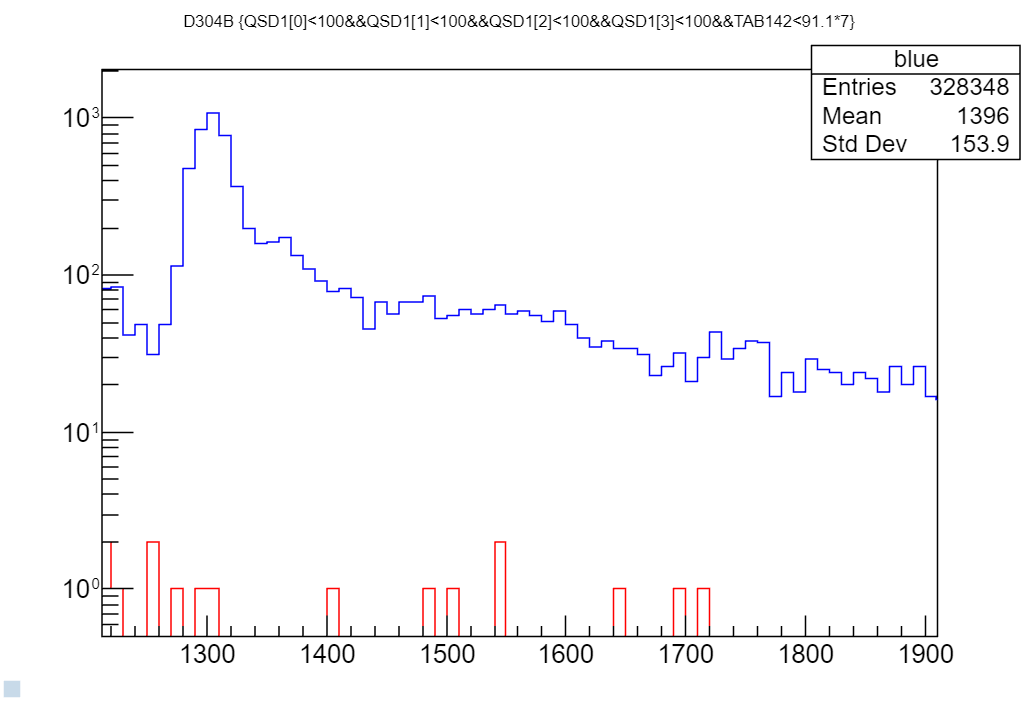 D304B {QSD1[0]<100&&QSD1[1]<100&&QSD1[2]<100&&QSD1[3]<100&&TAB142<91.1*7}
blue
Entries 328348
Mean 1396
Std Dev 153.9
10³
10²
10¹
10⁰
1300 1400 1500 1600 1700 1800 1900